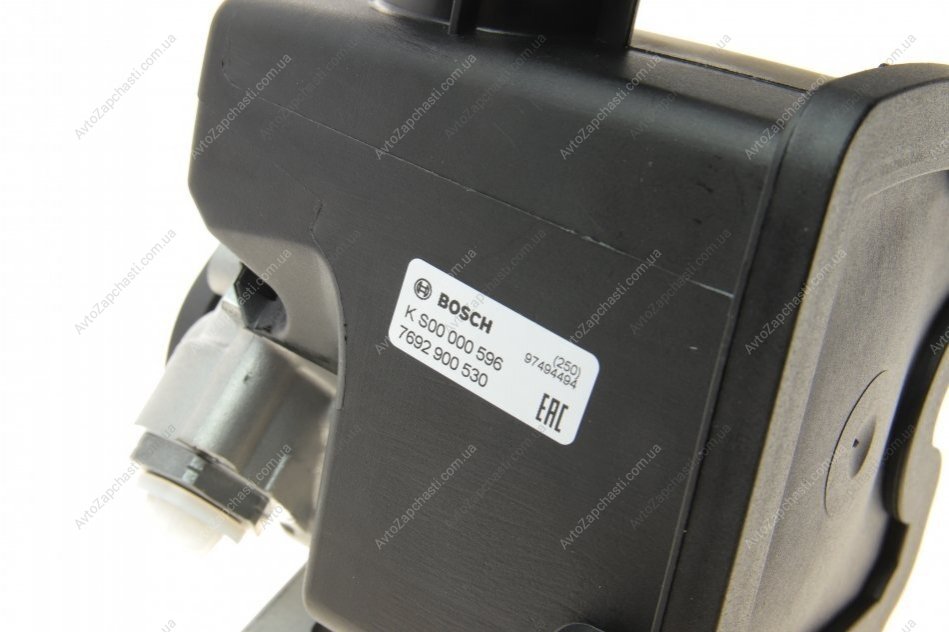 BOSCH
K S00 000 596
7692 900 530
(250)
97494494
EAC
AvtoZapchasti.com.ua